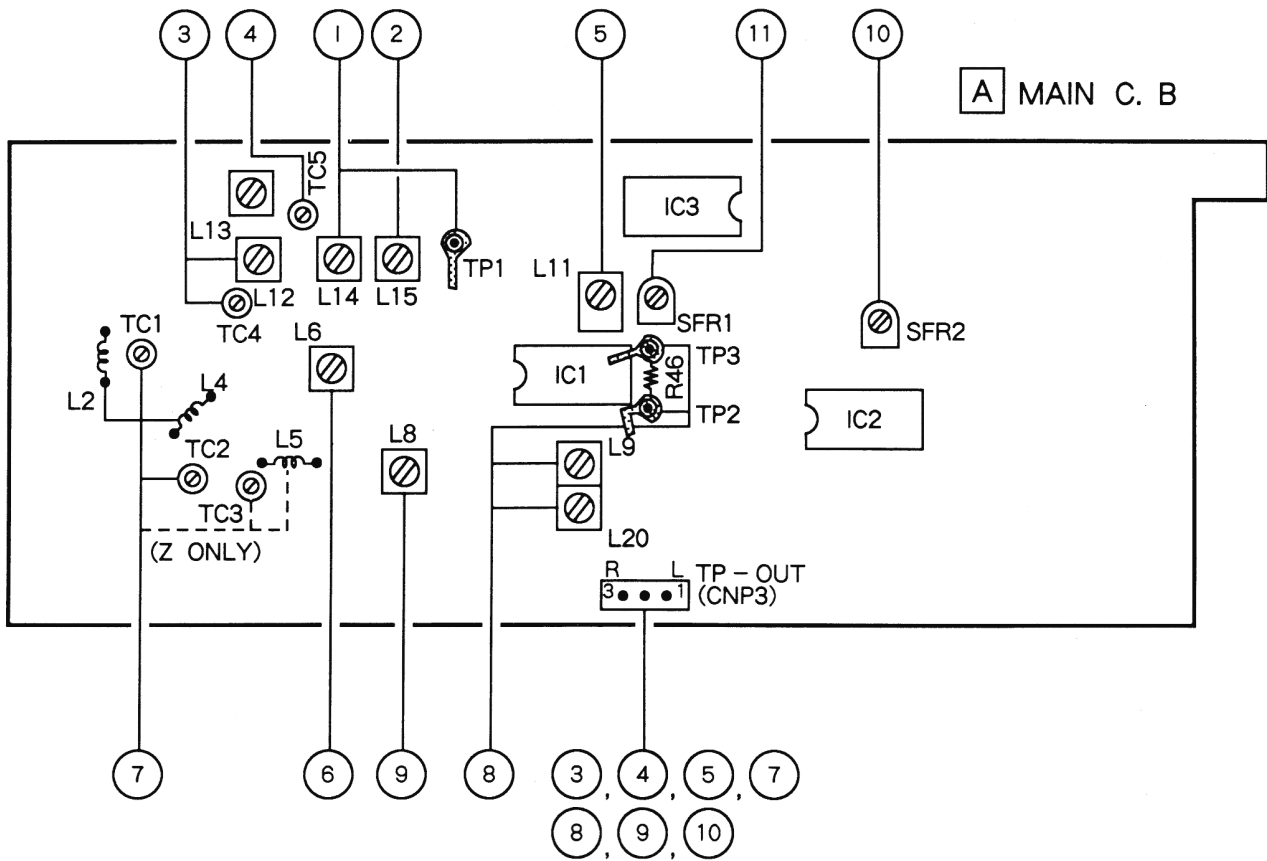 3 4 1 2 5 11 10
A MAIN C. B
TC5
IC3
L13
L12
L14
L15
TP1
L11
TC4
SFR1
SFR2
TC1
L6
TP3
IC1
R46
L2
L4
TP2
IC2
TC2
L5
L8
L9
TC3
(Z ONLY)
L20
R L TP-OUT
3 1 (CNP3)
7 6 9 8 3, 4, 5, 7
8, 9, 10